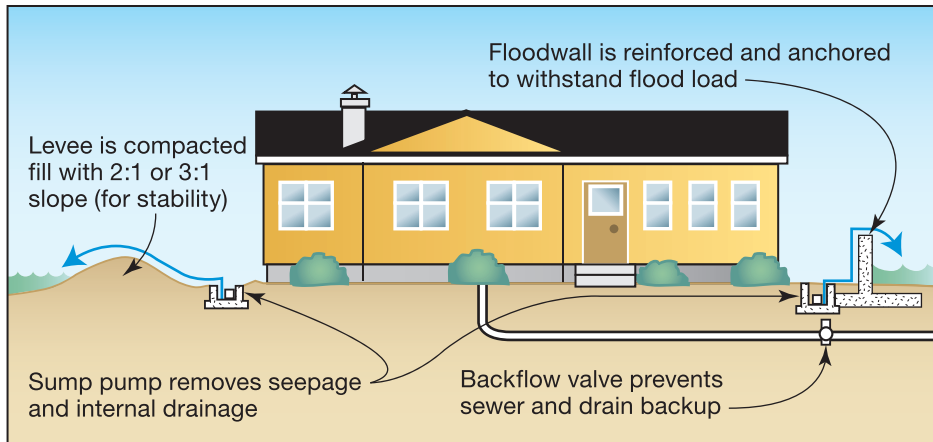 Floodwall is reinforced and anchored
to withstand flood load
Levee is compacted
fill with 2:1 or 3:1
slope (for stability)
Sump pump removes seepage
and internal drainage
Backflow valve prevents
sewer and drain backup